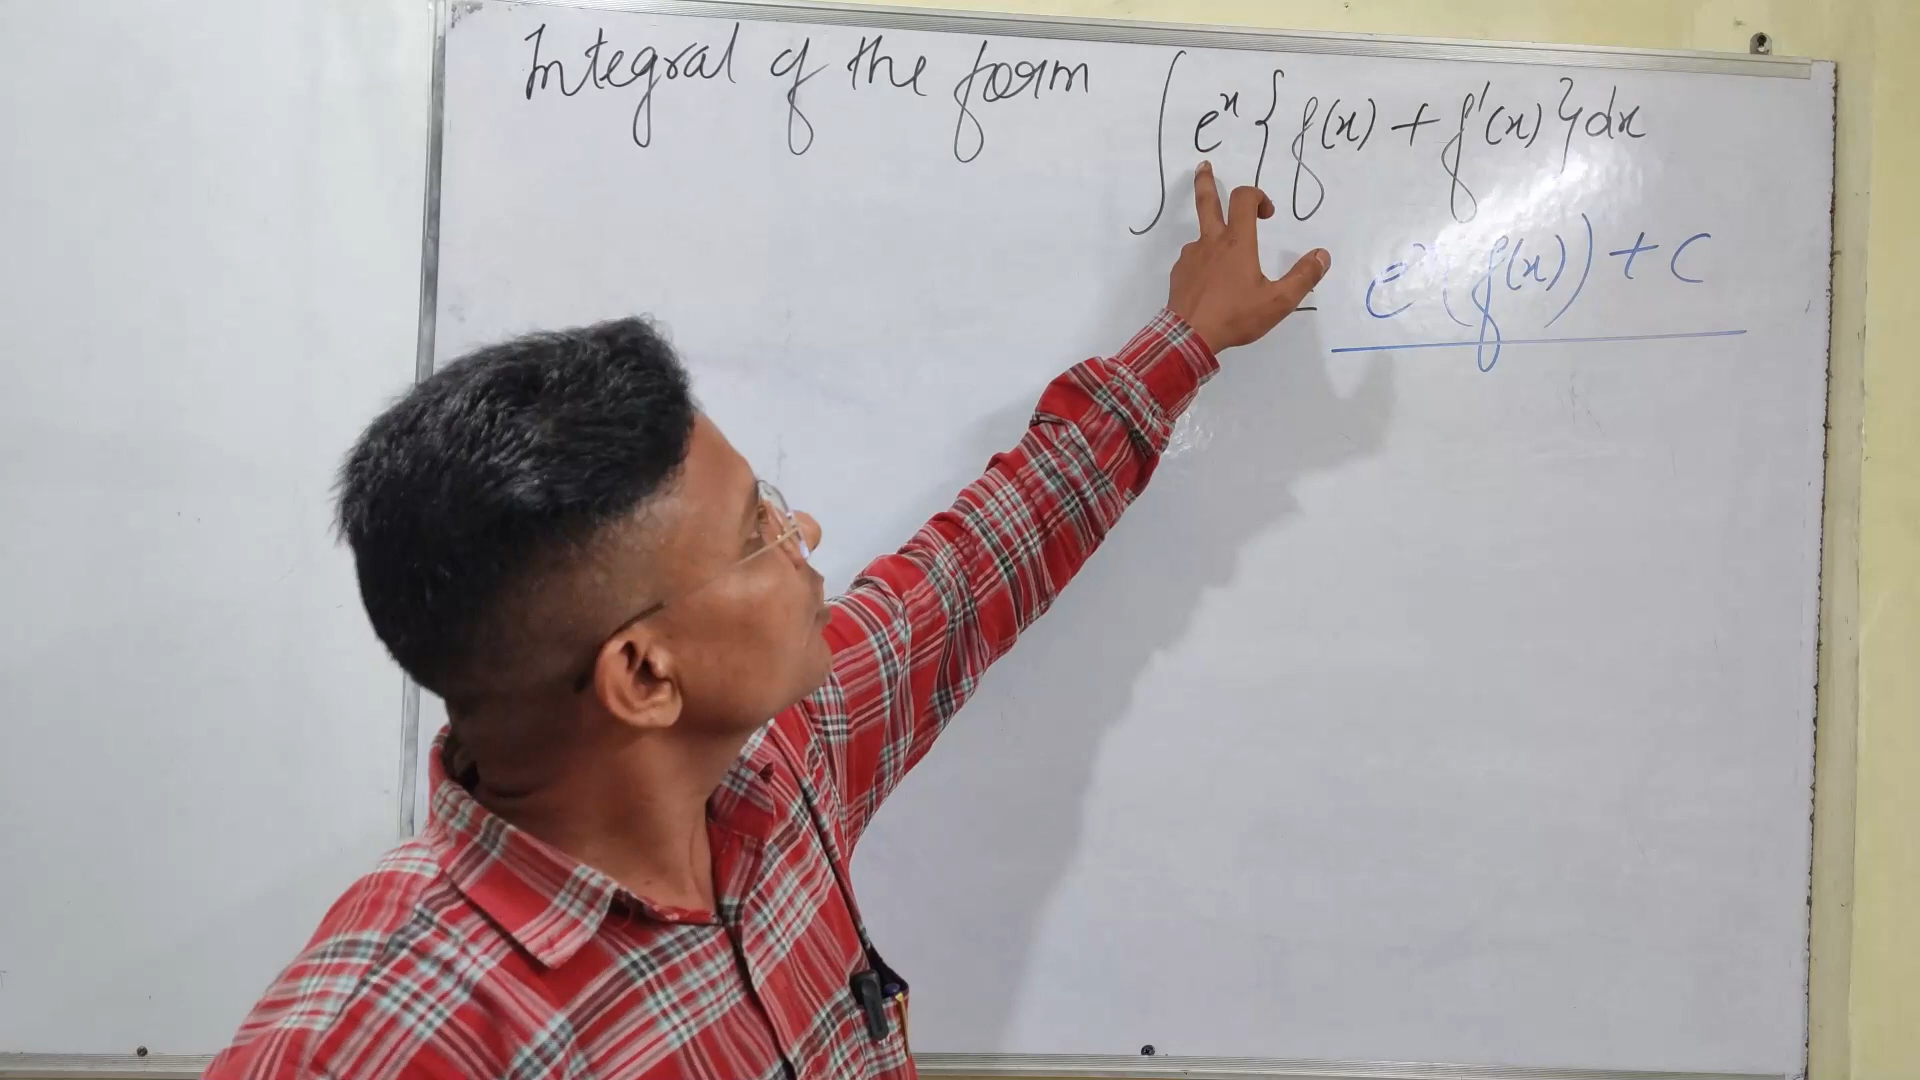 Integral of the form ∫ eˣ { f(x) + f'(x) } dx
= eˣ (f(x)) + C